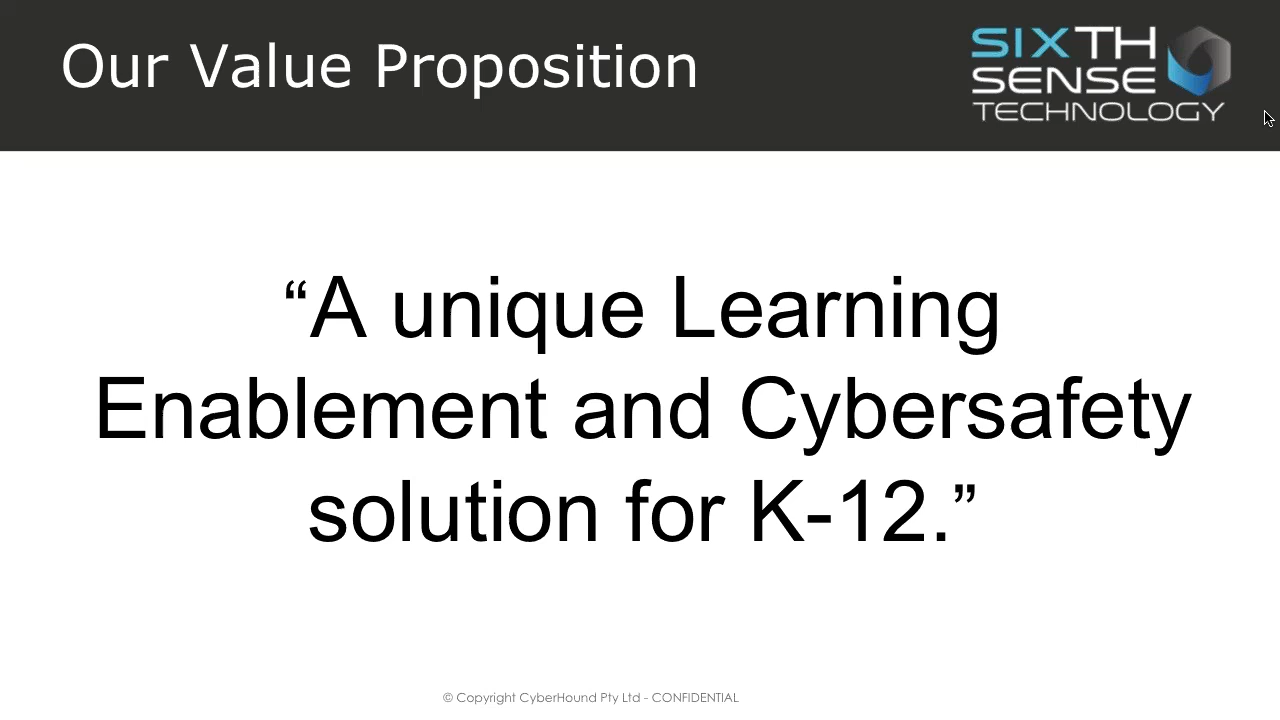 Our Value Proposition
SIXTH
SENSE
TECHNOLOGY
“A unique Learning
Enablement and Cybersafety
solution for K-12.”
© Copyright CyberHound Pty Ltd - CONFIDENTIAL